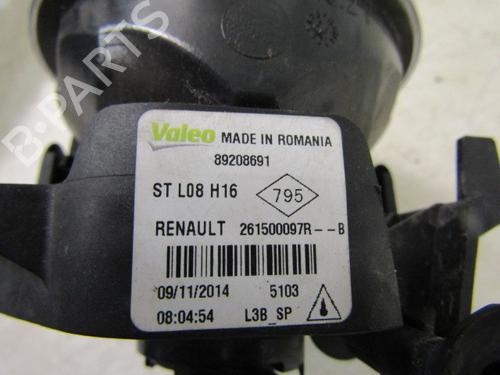 Valeo MADE IN ROMANIA
89208691
ST L08 H16 795
RENAULT 261500097R--B
09/11/2014 5103
08:04:54 L3B_SP
B-PARTS